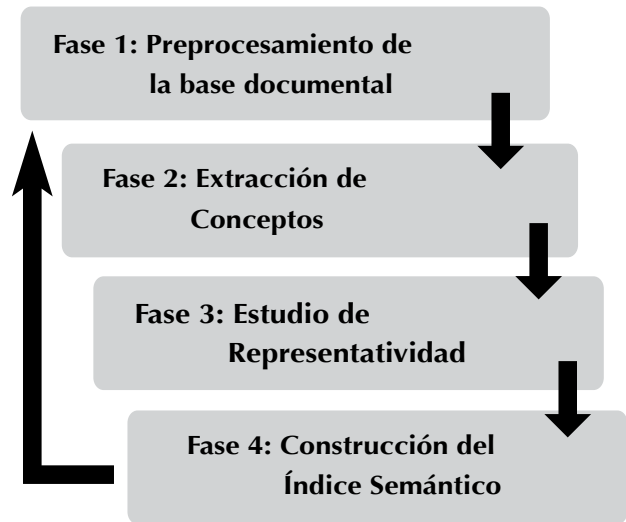 Fase 1: Preprocesamiento de
la base documental
Fase 2: Extracción de
Conceptos
Fase 3: Estudio de
Representatividad
Fase 4: Construcción del
Índice Semántico